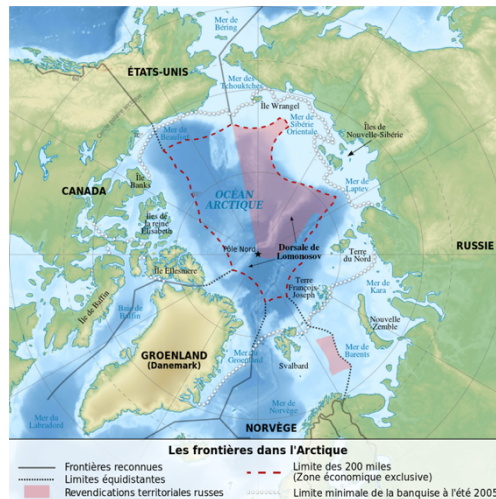 Mer de
Béring
ÉTATS-UNIS
Mer des
Tchouktches
Île Wrangel
Mer de
Sibérie
Orientale
Îles de
Nouvelle-Sibérie
Mer de
Beaufort
CANADA
Île
Banks
OCÉAN
ARCTIQUE
Mer de
Laptev
Îles de
la reine
Élisabeth
Pôle Nord
Dorsale de
Lomonosov
RUSSIE
Terre
du Nord
Île Ellesmere
Terre
François-
Joseph
Mer de
Kara
Île de Baffin
Baie de
Baffin
Nouvelle
Zemble
GROENLAND
(Danemark)
Mer du
Groenland
Svalbard
Mer de
Barents
Mer du
Labrador
Mer de
Norvège
NORVÈGE
Les frontières dans l'Arctique
Frontières reconnues
Limites équidistantes
Revendications territoriales russes
Limite des 200 miles
(Zone économique exclusive)
Limite minimale de la banquise à l'été 2005